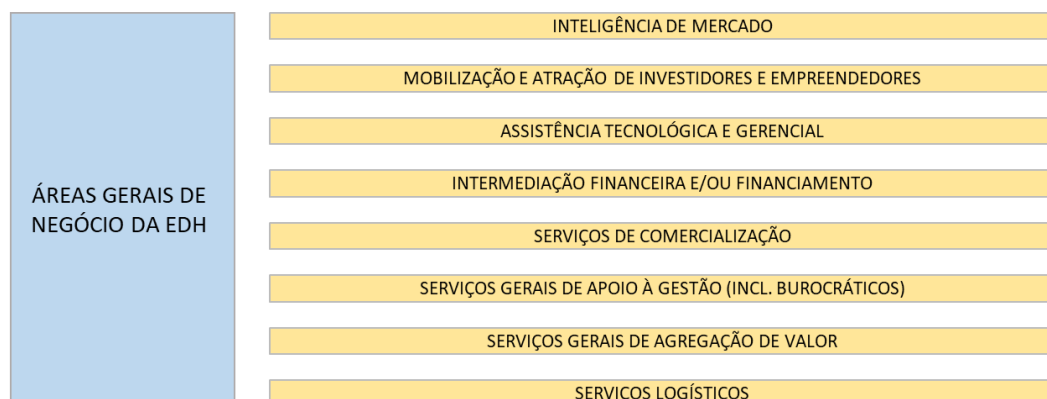 ÁREAS GERAIS DE
NEGÓCIO DA EDH
INTELIGÊNCIA DE MERCADO
MOBILIZAÇÃO E ATRAÇÃO DE INVESTIDORES E EMPREENDEDORES
ASSISTÊNCIA TECNOLÓGICA E GERENCIAL
INTERMEDIAÇÃO FINANCEIRA E/OU FINANCIAMENTO
SERVIÇOS DE COMERCIALIZAÇÃO
SERVIÇOS GERAIS DE APOIO À GESTÃO (INCL. BUROCRÁTICOS)
SERVIÇOS GERAIS DE AGREGAÇÃO DE VALOR
SERVIÇOS LOGÍSTICOS